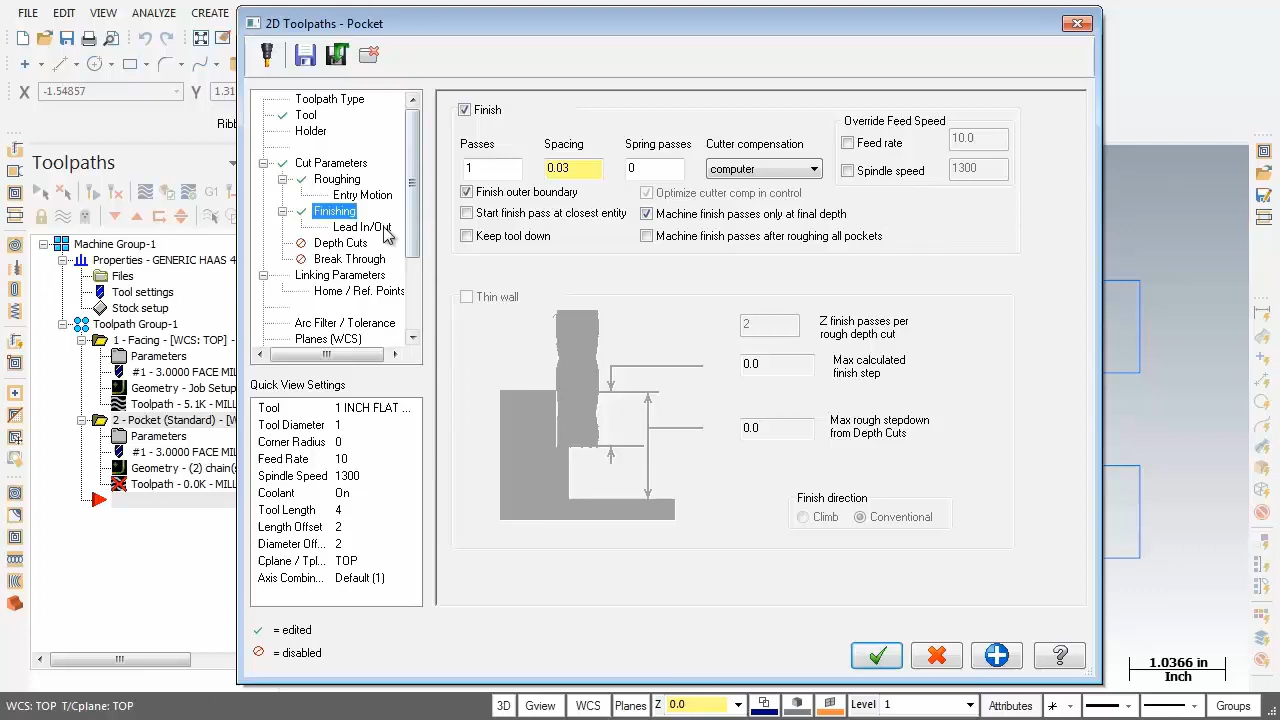 2D Toolpaths - Pocket
FILE EDIT VIEW ANALYZE CREATE
X -1.54857 Y 1.31
Ribb
Toolpaths
G1
Machine Group-1
Properties - GENERIC HAAS 4
Files
Tool settings
Stock setup
Toolpath Group-1
1 - Facing - [WCS: TOP]
Parameters
#1 - 3.0000 FACE MIL
Geometry - Job Setup
Toolpath - 5.1K - MILL
2 - Pocket (Standard) - [W
Parameters
#1 - 3.0000 FACE MIL
Geometry - (2) chain(s
Toolpath - 0.0K - MILL
Toolpath Type
Tool
Holder
Cut Parameters
Roughing
Entry Motion
Finishing
Lead In/Out
Depth Cuts
Break Through
Linking Parameters
Home / Ref. Points
Arc Filter / Tolerance
Planes (WCS)
Quick View Settings
Tool 1 INCH FLAT ...
Tool Diameter 1
Corner Radius 0
Feed Rate 10
Spindle Speed 1300
Coolant On
Tool Length 4
Length Offset 2
Diameter Off... 2
Cplane / Tpl... TOP
Axis Combin... Default (1)
= edited
= disabled
Finish
Passes Spacing Spring passes Cutter compensation
1 0.03 0 computer
Override Feed Speed
Feed rate 10.0
Spindle speed 1300
Finish outer boundary
Optimize cutter comp in control
Start finish pass at closest entity
Machine finish passes only at final depth
Keep tool down
Machine finish passes after roughing all pockets
Thin wall
2 Z finish passes per
rough depth cut
0.0 Max calculated
finish step
0.0 Max rough stepdown
from Depth Cuts
Finish direction
Climb Conventional
1.0366 in
Inch
WCS: TOP T/Cplane: TOP
3D Gview WCS Planes Z 0.0 Level 1 Attributes Groups